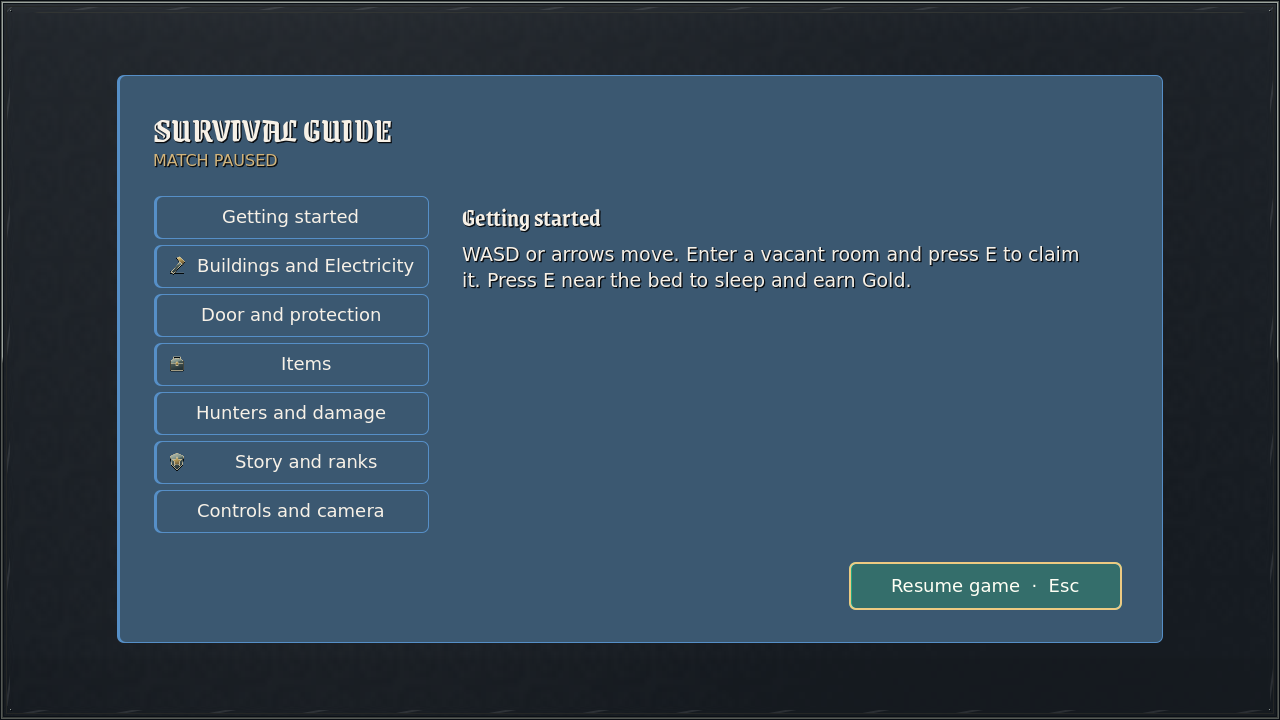 SURVIVAL GUIDE
MATCH PAUSED
Getting started
Buildings and Electricity
Door and protection
Items
Hunters and damage
Story and ranks
Controls and camera
Getting started
WASD or arrows move. Enter a vacant room and press E to claim
it. Press E near the bed to sleep and earn Gold.
Resume game · Esc